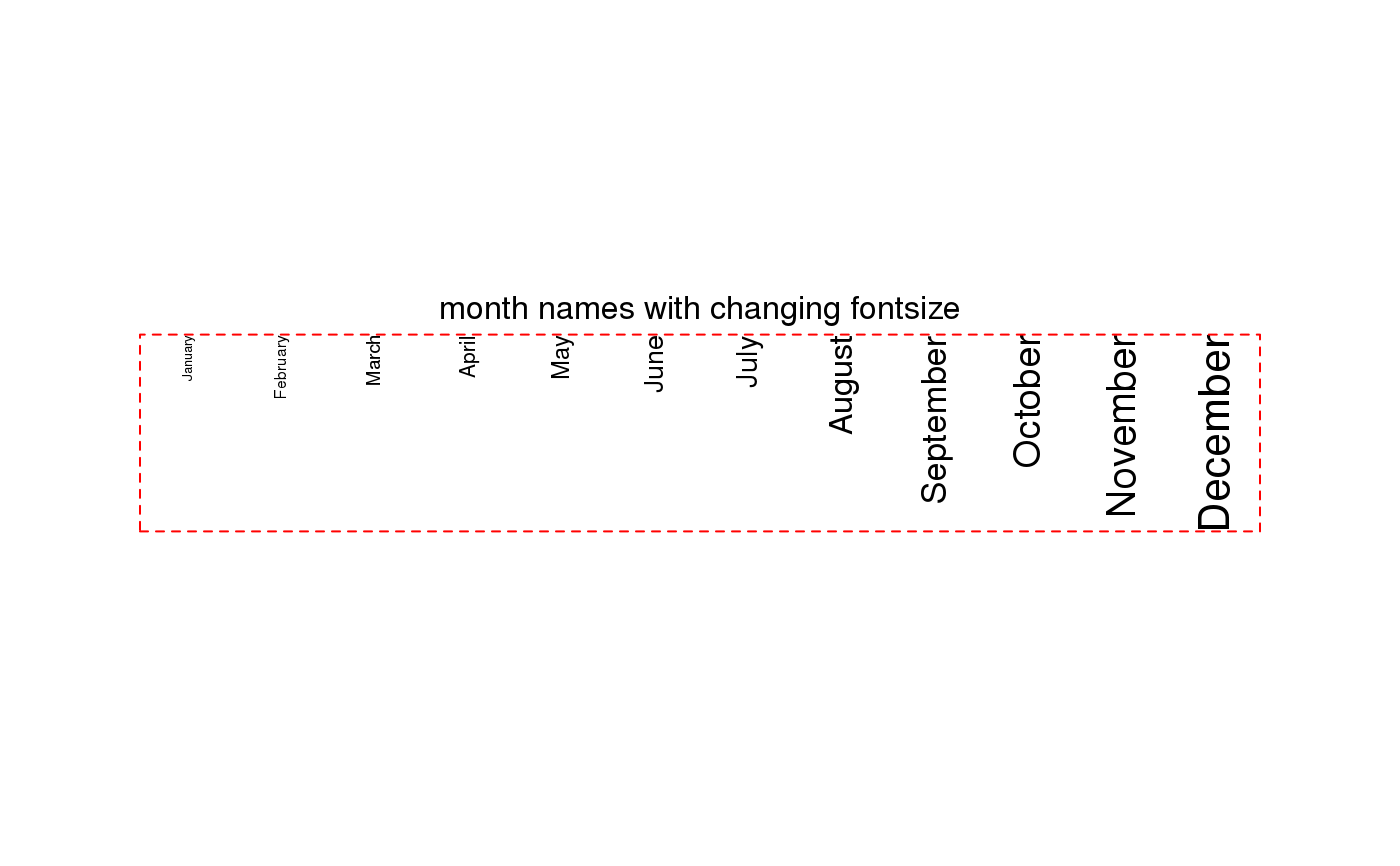 month names with changing fontsize
January
February
March
April
May
June
July
August
September
October
November
December